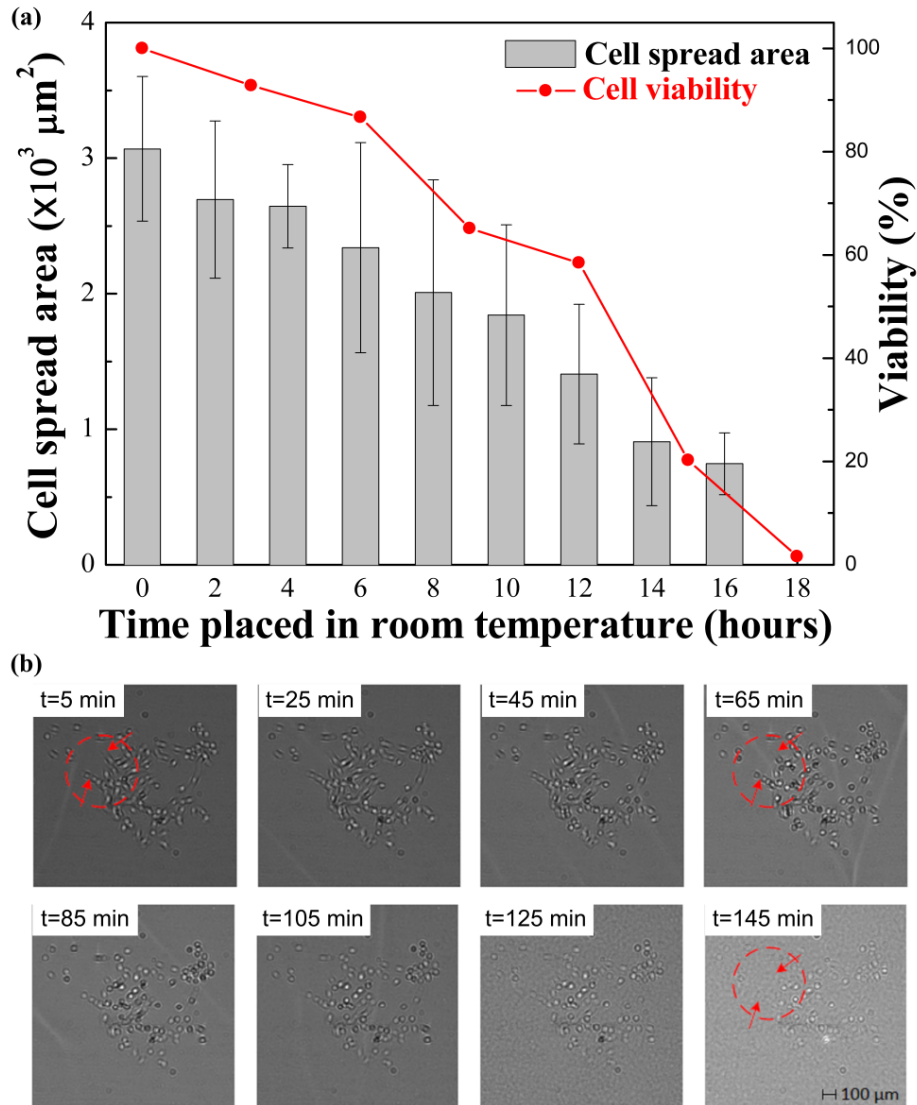 (a)
Cell spread area
Cell viability
Cell spread area (x10³ μm²)
4
3
2
1
0
100
80
60
40
20
0
Viability (%)
0 2 4 6 8 10 12 14 16 18
Time placed in room temperature (hours)
(b)
t=5 min
t=25 min
t=45 min
t=65 min
t=85 min
t=105 min
t=125 min
t=145 min
100 μm